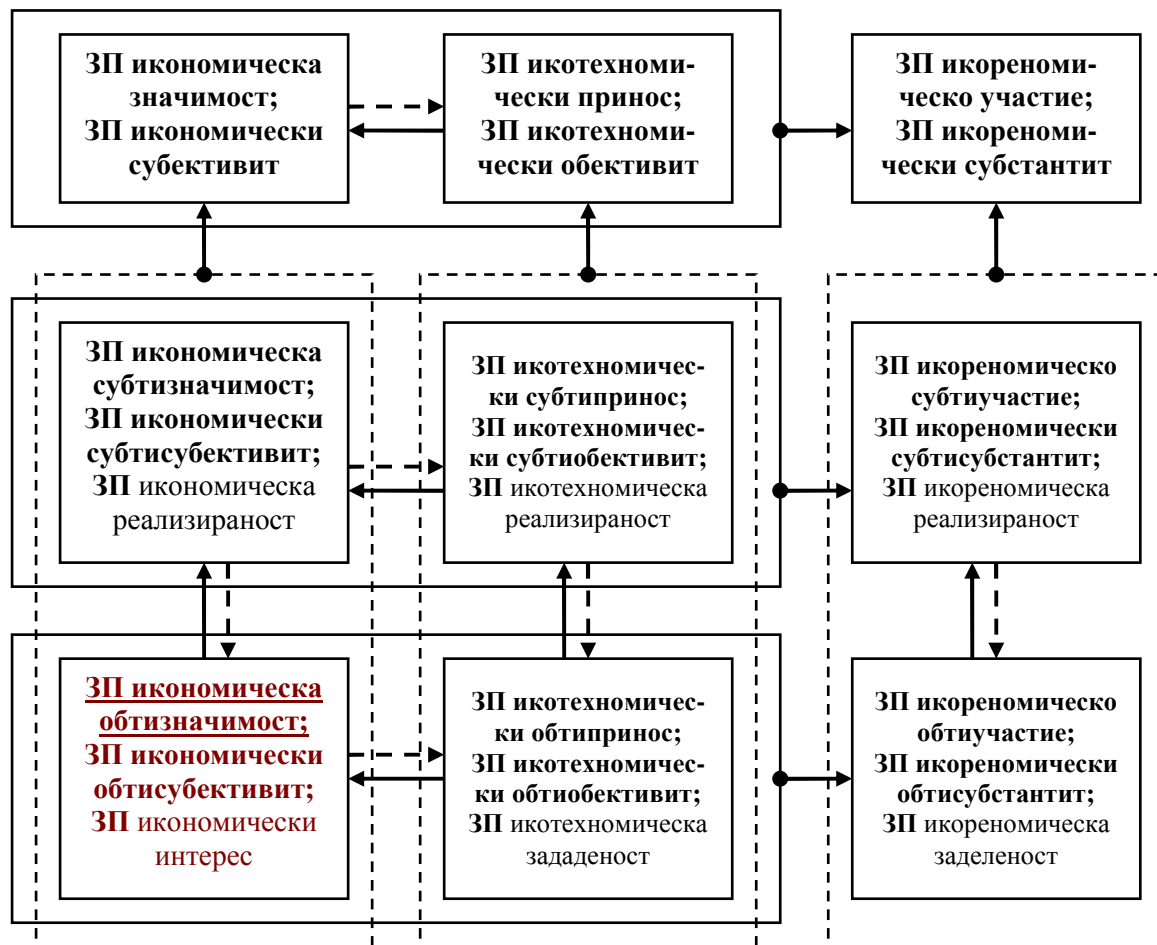 ЗП икономическа
значимост;
ЗП икономически
субективит
ЗП икотехноми-
чески принос;
ЗП икотехноми-
чески обективит
ЗП икореноми-
ческо участие;
ЗП икореноми-
чески субстантит
ЗП икономическа
субтизначимост;
ЗП икономически
субтисубективит;
ЗП икономическа
реализираност
ЗП икотехномичес-
ки субтипринос;
ЗП икотехномичес-
ки субтиобективит;
ЗП икотехномическа
реализираност
ЗП икореномическо
субтиучастие;
ЗП икореномически
субтисубстантит;
ЗП икореномическа
реализираност
ЗП икономическа
обтизначимост;
ЗП икономически
обтисубективит;
ЗП икономически
интерес
ЗП икотехномичес-
ки обтипринос;
ЗП икотехномичес-
ки обтиобективит;
ЗП икотехномическа
зададеност
ЗП икореномическо
обтиучастие;
ЗП икореномически
обтисубстантит;
ЗП икореномическа
заделеност